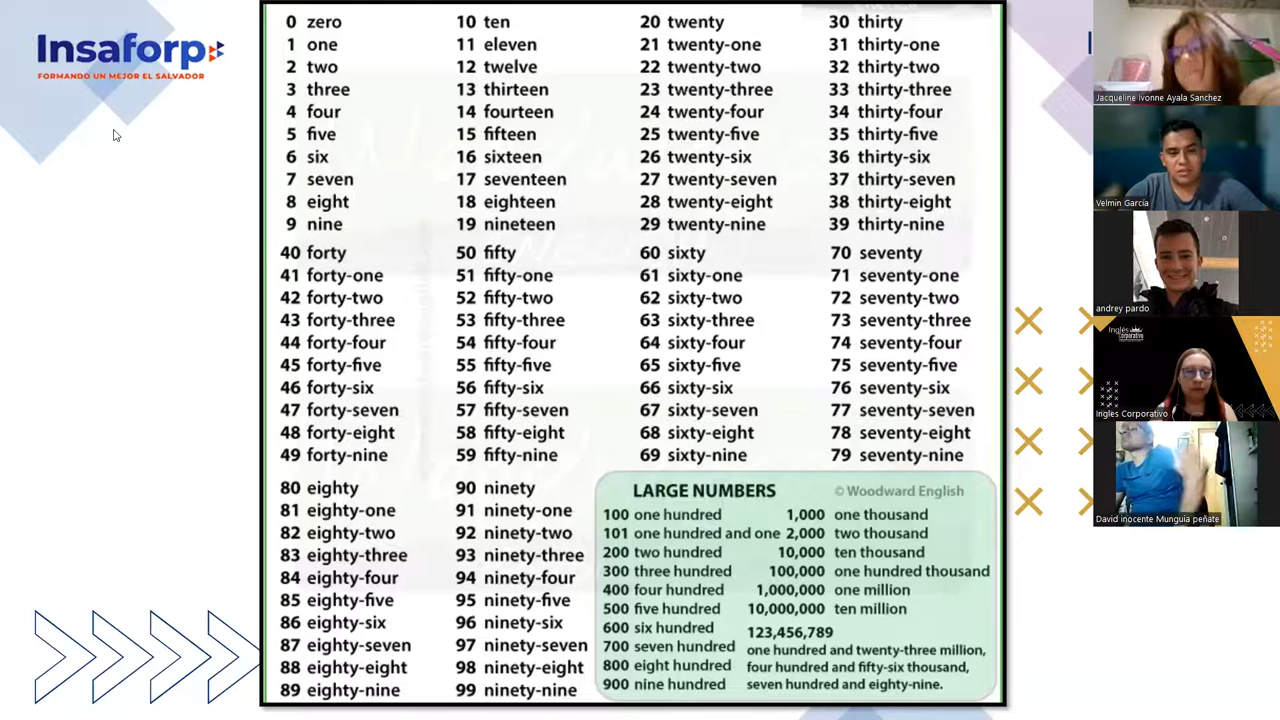 Insaforp
FORMANDO UN MEJOR EL SALVADOR
0 zero
1 one
2 two
3 three
4 four
5 five
6 six
7 seven
8 eight
9 nine
10 ten
11 eleven
12 twelve
13 thirteen
14 fourteen
15 fifteen
16 sixteen
17 seventeen
18 eighteen
19 nineteen
20 twenty
21 twenty-one
22 twenty-two
23 twenty-three
24 twenty-four
25 twenty-five
26 twenty-six
27 twenty-seven
28 twenty-eight
29 twenty-nine
30 thirty
31 thirty-one
32 thirty-two
33 thirty-three
34 thirty-four
35 thirty-five
36 thirty-six
37 thirty-seven
38 thirty-eight
39 thirty-nine
40 forty
41 forty-one
42 forty-two
43 forty-three
44 forty-four
45 forty-five
46 forty-six
47 forty-seven
48 forty-eight
49 forty-nine
50 fifty
51 fifty-one
52 fifty-two
53 fifty-three
54 fifty-four
55 fifty-five
56 fifty-six
57 fifty-seven
58 fifty-eight
59 fifty-nine
60 sixty
61 sixty-one
62 sixty-two
63 sixty-three
64 sixty-four
65 sixty-five
66 sixty-six
67 sixty-seven
68 sixty-eight
69 sixty-nine
70 seventy
71 seventy-one
72 seventy-two
73 seventy-three
74 seventy-four
75 seventy-five
76 seventy-six
77 seventy-seven
78 seventy-eight
79 seventy-nine
80 eighty
81 eighty-one
82 eighty-two
83 eighty-three
84 eighty-four
85 eighty-five
86 eighty-six
87 eighty-seven
88 eighty-eight
89 eighty-nine
90 ninety
91 ninety-one
92 ninety-two
93 ninety-three
94 ninety-four
95 ninety-five
96 ninety-six
97 ninety-seven
98 ninety-eight
99 ninety-nine
LARGE NUMBERS
© Woodward English
100 one hundred
101 one hundred and one
200 two hundred
300 three hundred
400 four hundred
500 five hundred
600 six hundred
700 seven hundred
800 eight hundred
900 nine hundred
1,000 one thousand
2,000 two thousand
10,000 ten thousand
100,000 one hundred thousand
1,000,000 one million
10,000,000 ten million
123,456,789
one hundred and twenty-three million,
four hundred and fifty-six thousand,
seven hundred and eighty-nine.
Jacqueline Ivonne Ayala Sanchez
Velmin García
andrey pardo
Inglés
Corporativo
Ingles Corporativo
David inocente Munguia peñate